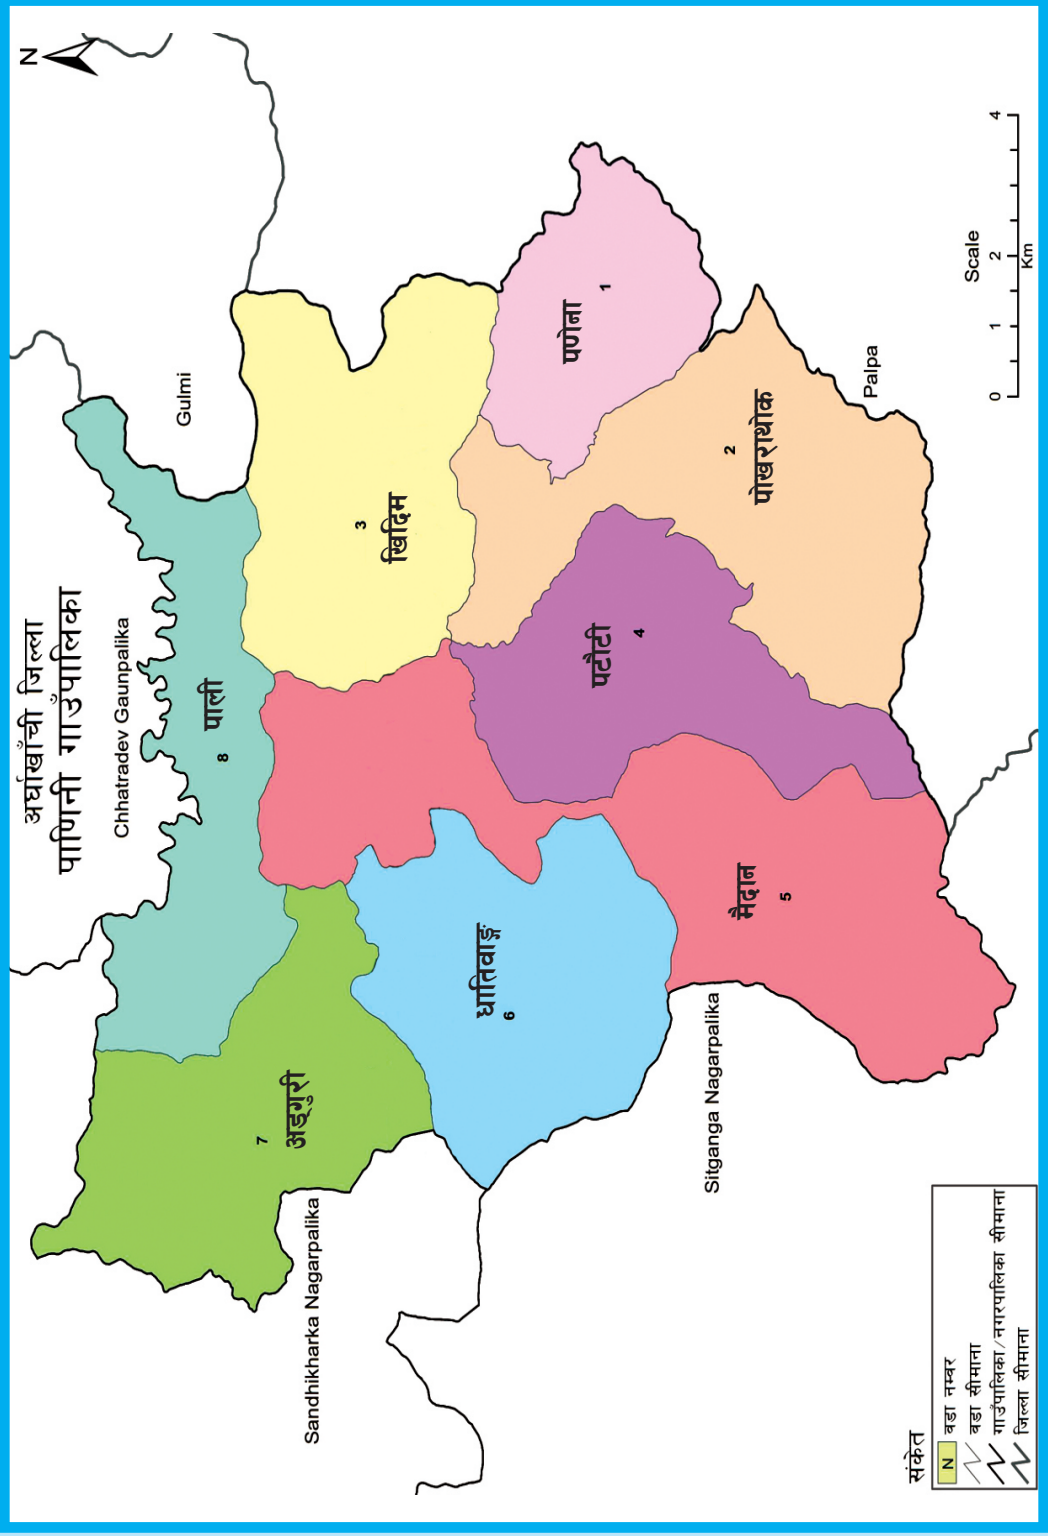 अर्घाखाँची जिल्ला
पाणिनी गाउँपालिका
N
Chhatradev Gaunpalika
Gulmi
8 पाली
3
खिदिम
7
अड्गुरी
1
पणेना
6
धातिवाङ्ग
4
पटौटी
2
पोखराथोक
5
मैदान
Palpa
Sandhikharka Nagarpalika
Sitganga Nagarpalika
Scale
0 1 2 4
Km
संकेत
N वडा नम्बर
वडा सीमाना
गाउँपालिका/नगरपालिका सीमाना
जिल्ला सीमाना